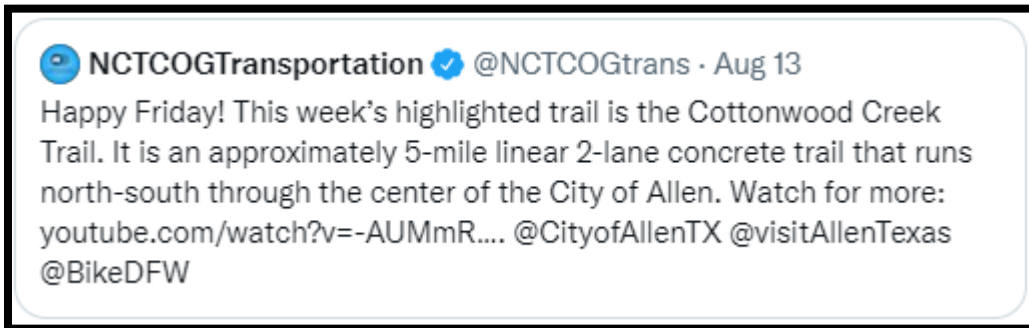 NCTCOGTransportation @NCTCOGtrans · Aug 13
Happy Friday! This week’s highlighted trail is the Cottonwood Creek
Trail. It is an approximately 5-mile linear 2-lane concrete trail that runs
north-south through the center of the City of Allen. Watch for more:
youtube.com/watch?v=-AUMmR.... @CityofAllenTX @visitAllenTexas
@BikeDFW